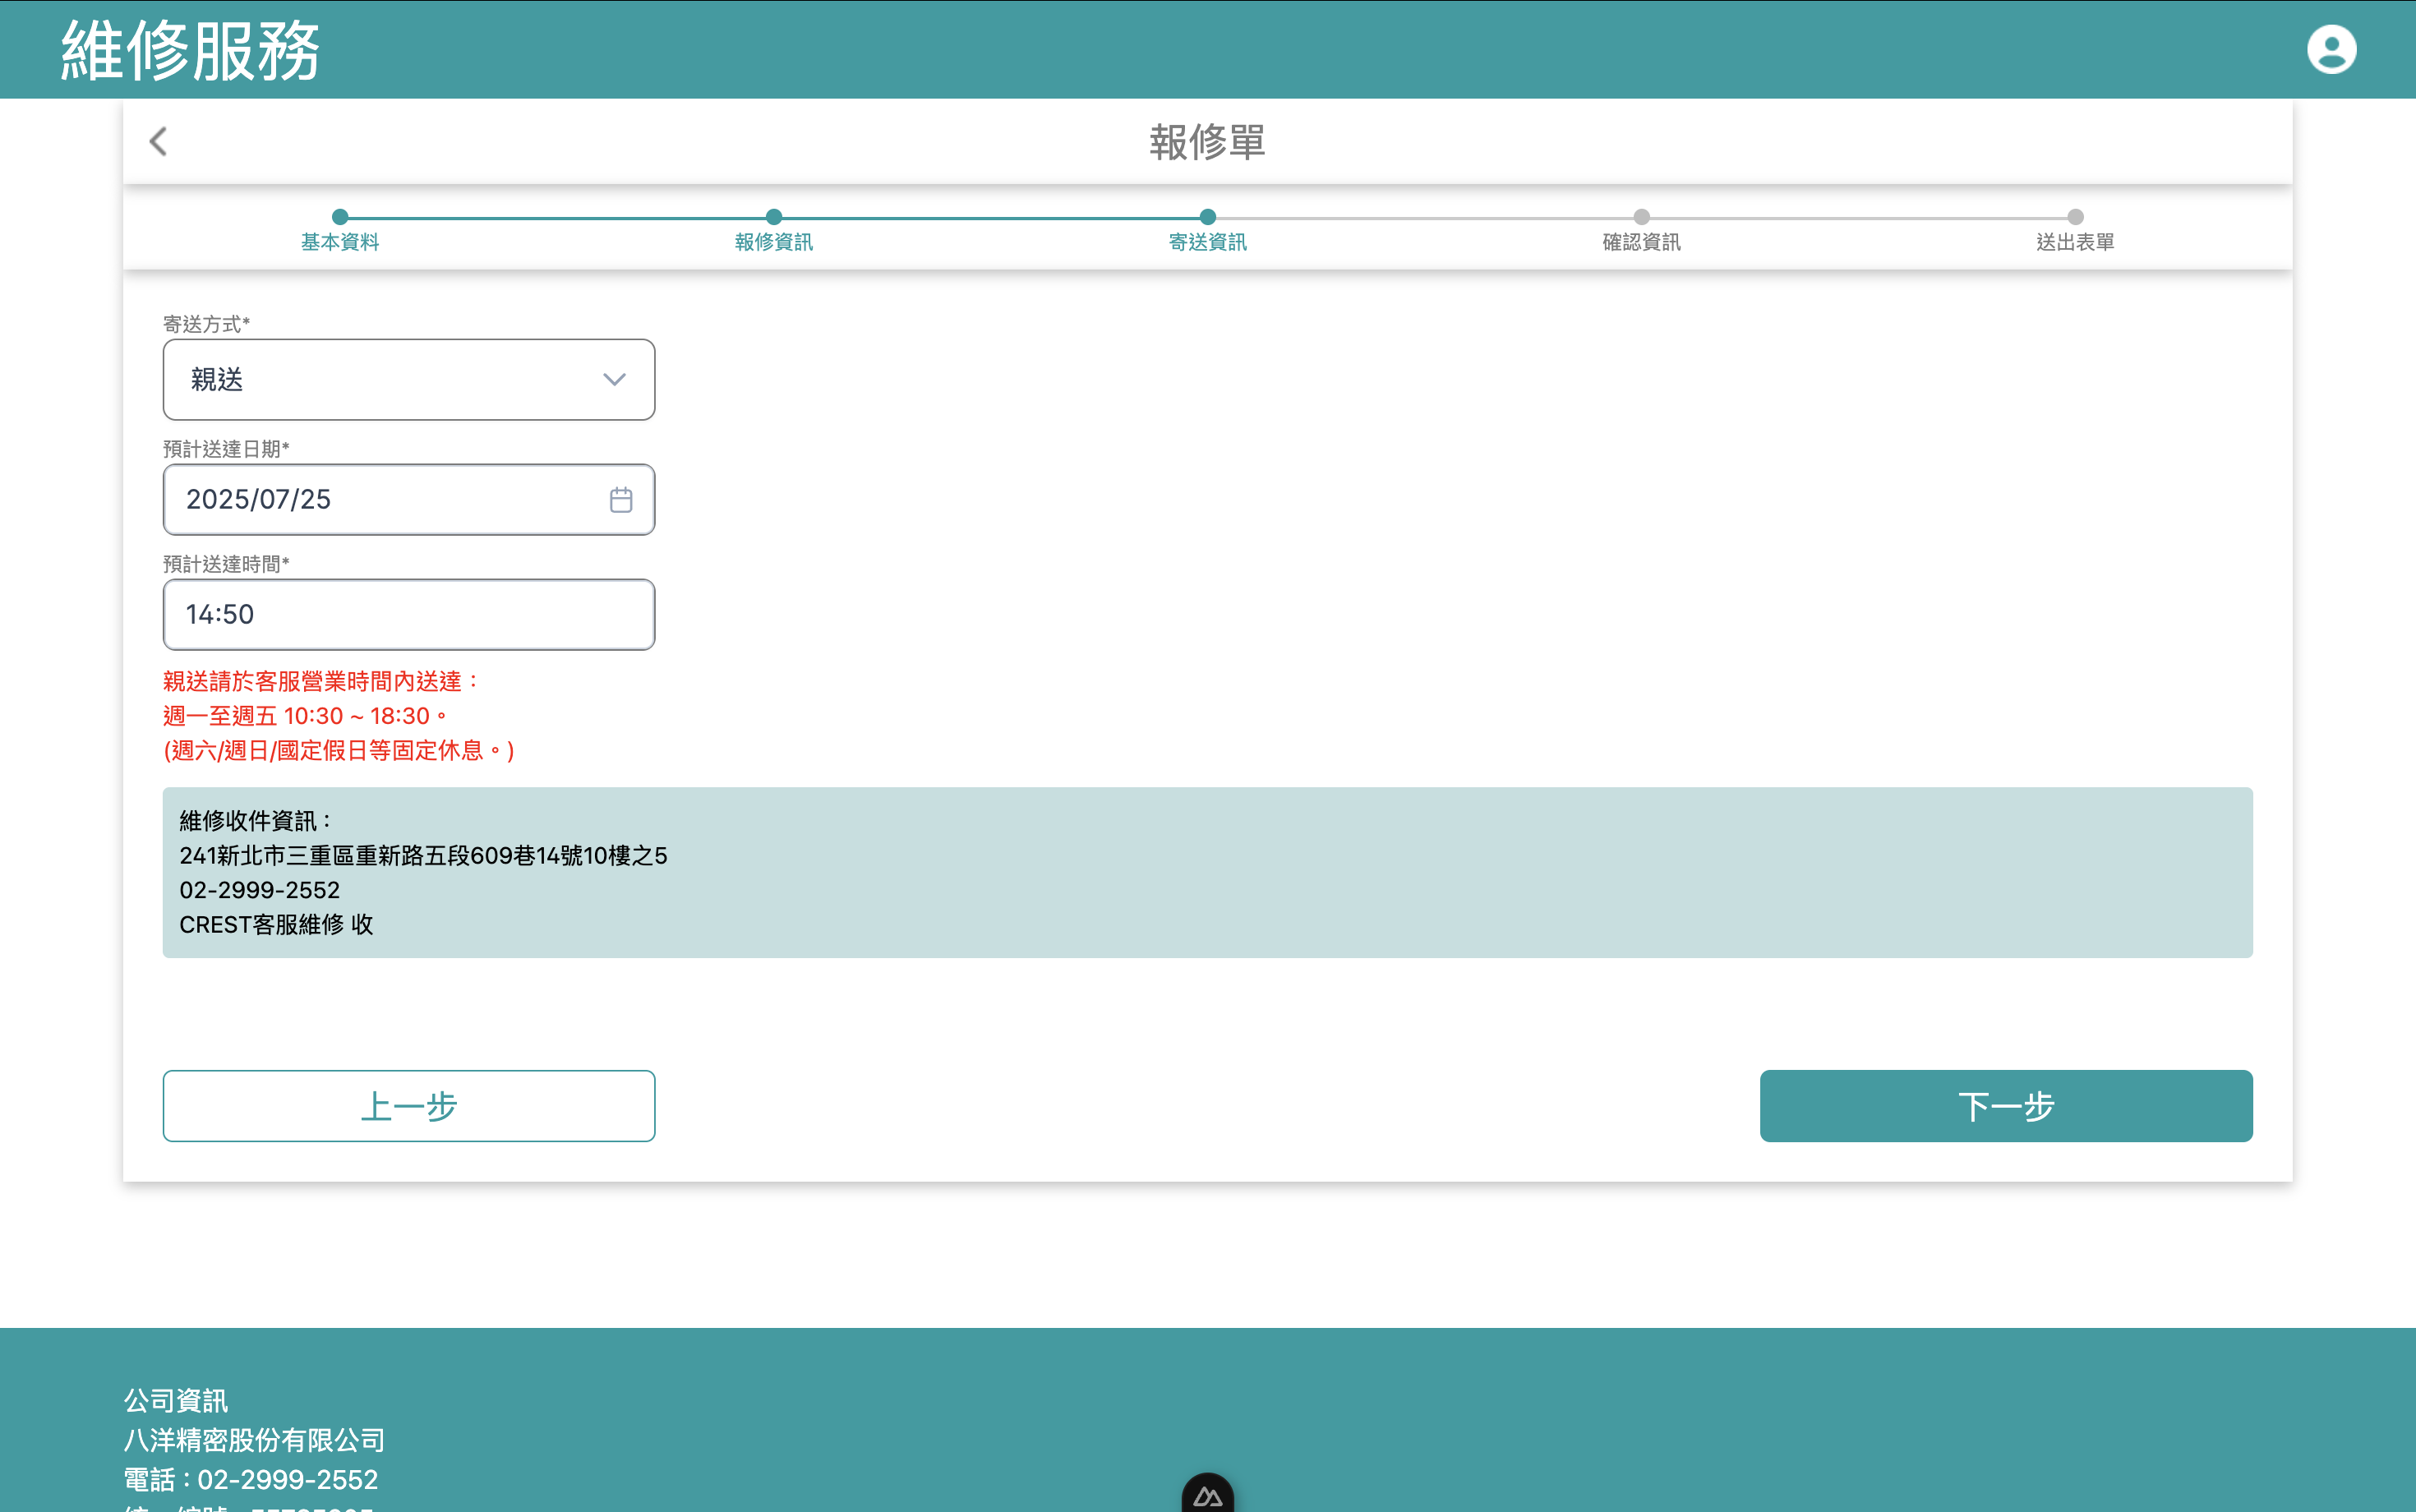 維修服務
報修單
基本資料
報修資訊
寄送資訊
確認資訊
送出表單
寄送方式*
親送
預計送達日期*
2025/07/25
預計送達時間*
14:50
親送請於客服營業時間內送達：
週一至週五 10:30 ~ 18:30。
(週六/週日/國定假日等固定休息。)
維修收件資訊：
241新北市三重區重新路五段609巷14號10樓之5
02-2999-2552
CREST客服維修 收
上一步
下一步
公司資訊
八洋精密股份有限公司
電話 : 02-2999-2552